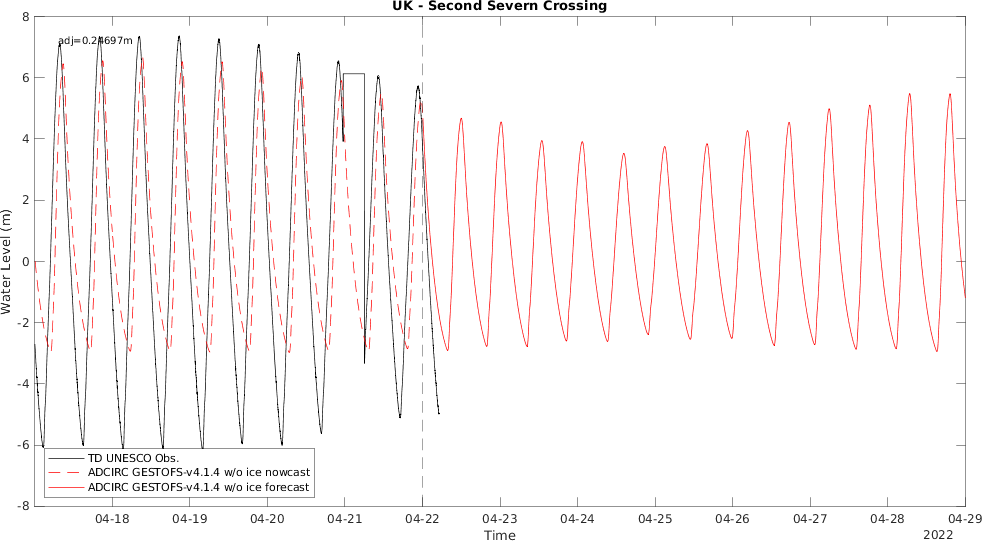 UK - Second Severn Crossing
8
adj=0.24697m
6
4
2
0
-2
-4
-6
-8
Water Level (m)
TD UNESCO Obs.
ADCIRC GESTOFS-v4.1.4 w/o ice nowcast
ADCIRC GESTOFS-v4.1.4 w/o ice forecast
04-18 04-19 04-20 04-21 04-22 04-23 04-24 04-25 04-26 04-27 04-28 04-29
Time
2022